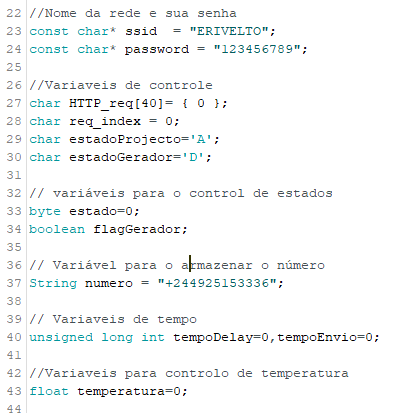 22 //Nome da rede e sua senha
23 const char* ssid  = "ERIVELTO";
24 const char* password = "123456789";
25
26 //Variaveis de controle
27 char HTTP_req[40]= { 0 };
28 char req_index = 0;
29 char estadoProjecto='A';
30 char estadoGerador='D';
31
32 // variáveis para o control de estados
33 byte estado=0;
34 boolean flagGerador;
35
36 // Variável para o armazenar o número
37 String numero = "+244925153336";
38
39 // Variaveis de tempo
40 unsigned long int tempoDelay=0,tempoEnvio=0;
41
42 //Variaveis para controlo de temperatura
43 float temperatura=0;
44